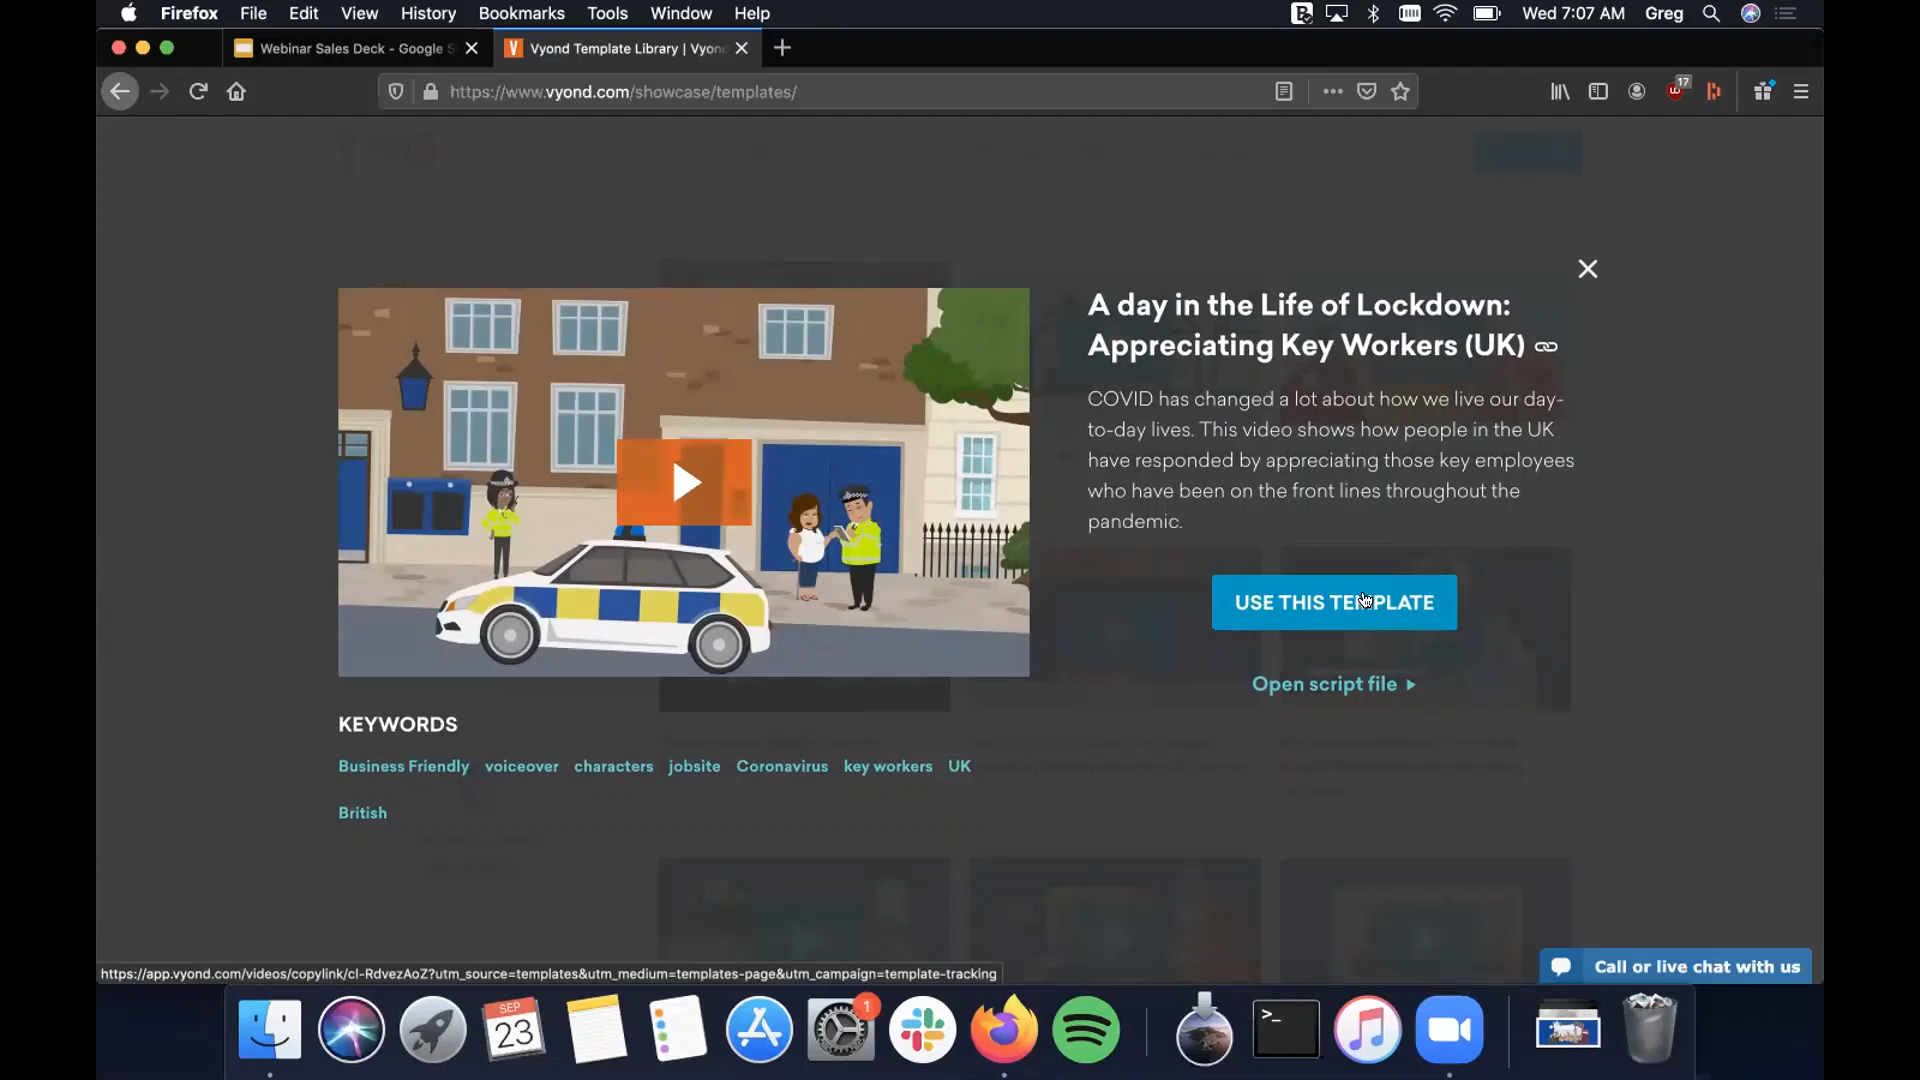 Firefox File Edit View History Bookmarks Tools Window Help Wed 7:07 AM Greg
Webinar Sales Deck - Google S Vyond Template Library | Vyond
https://www.vyond.com/showcase/templates/ 17
A day in the Life of Lockdown:
Appreciating Key Workers (UK)
COVID has changed a lot about how we live our day-
to-day lives. This video shows how people in the UK
have responded by appreciating those key employees
who have been on the front lines throughout the
pandemic.
USE THIS TEMPLATE
Open script file
KEYWORDS
Business Friendly voiceover characters jobsite Coronavirus key workers UK
British
Call or live chat with us
https://app.vyond.com/videos/copylink/cl-RdvezAoZ?utm_source=templates&utm_medium=templates-page&utm_campaign=template-tracking
SEP
23
1
>_